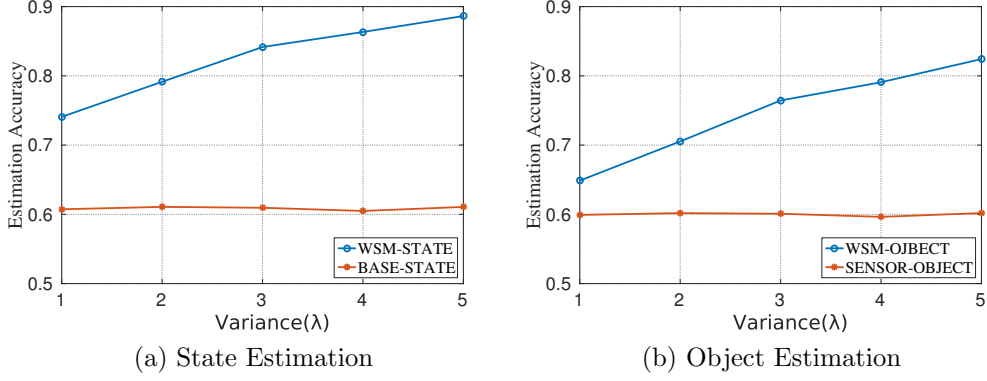 0.9
0.8
0.7
0.6
0.5
Estimation Accuracy
WSM-STATE
BASE-STATE
1 2 3 4 5
Variance(λ)
(a) State Estimation
0.9
0.8
0.7
0.6
0.5
Estimation Accuracy
WSM-OJBECT
SENSOR-OBJECT
1 2 3 4 5
Variance(λ)
(b) Object Estimation